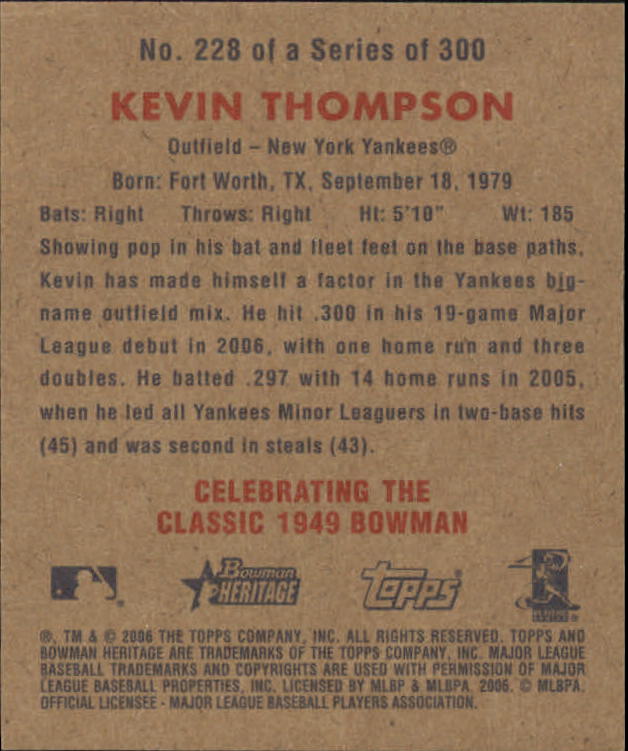 No. 228 of a Series of 300
KEVIN THOMPSON
Outfield – New York Yankees®
Born: Fort Worth, TX, September 18, 1979
Bats: Right Throws: Right Ht: 5'10" Wt: 185
Showing pop in his bat and fleet feet on the base paths,
Kevin has made himself a factor in the Yankees big-
name outfield mix. He hit .300 in his 19-game Major
League debut in 2006, with one home run and three
doubles. He batted .297 with 14 home runs in 2005,
when he led all Yankees Minor Leaguers in two-base hits
(45) and was second in steals (43).
CELEBRATING THE
CLASSIC 1949 BOWMAN
Bowman
HERITAGE
Topps®
®, TM & © 2006 THE TOPPS COMPANY, INC. ALL RIGHTS RESERVED. TOPPS AND
BOWMAN HERITAGE ARE TRADEMARKS OF THE TOPPS COMPANY, INC. MAJOR LEAGUE
BASEBALL TRADEMARKS AND COPYRIGHTS ARE USED WITH PERMISSION OF MAJOR
LEAGUE BASEBALL PROPERTIES, INC. LICENSED BY MLBP & MLBPA. 2006. © MLBPA.
OFFICIAL LICENSEE - MAJOR LEAGUE BASEBALL PLAYERS ASSOCIATION.